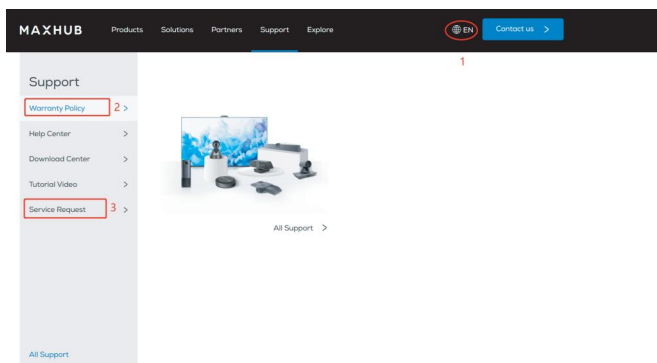 MAXHUB Products Solutions Partners Support Explore EN Contact us >
1
Support
Warranty Policy 2 >
Help Center >
Download Center >
Tutorial Video >
Service Request 3 >
All Support >
All Support